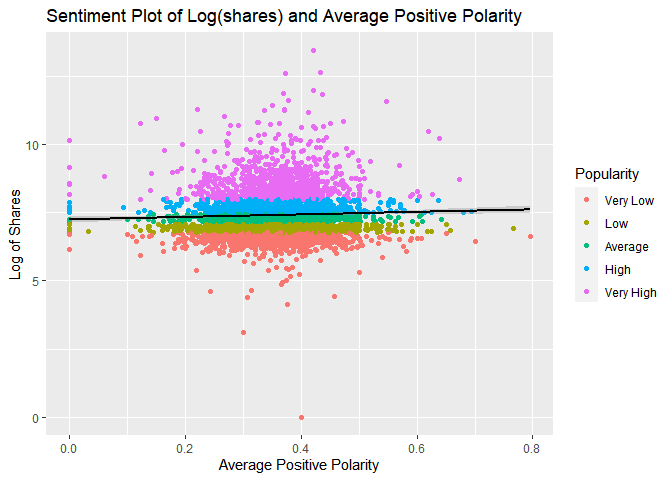 Sentiment Plot of Log(shares) and Average Positive Polarity
Log of Shares
10
5
0
0.0 0.2 0.4 0.6 0.8
Average Positive Polarity
Popularity
Very Low
Low
Average
High
Very High